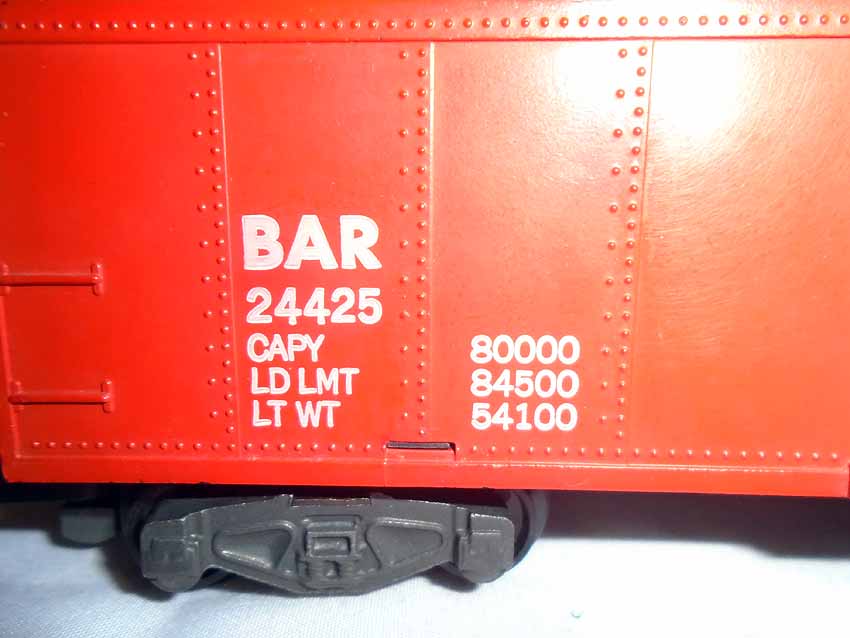 BAR
24425
CAPY 80000
LD LMT 84500
LT WT 54100